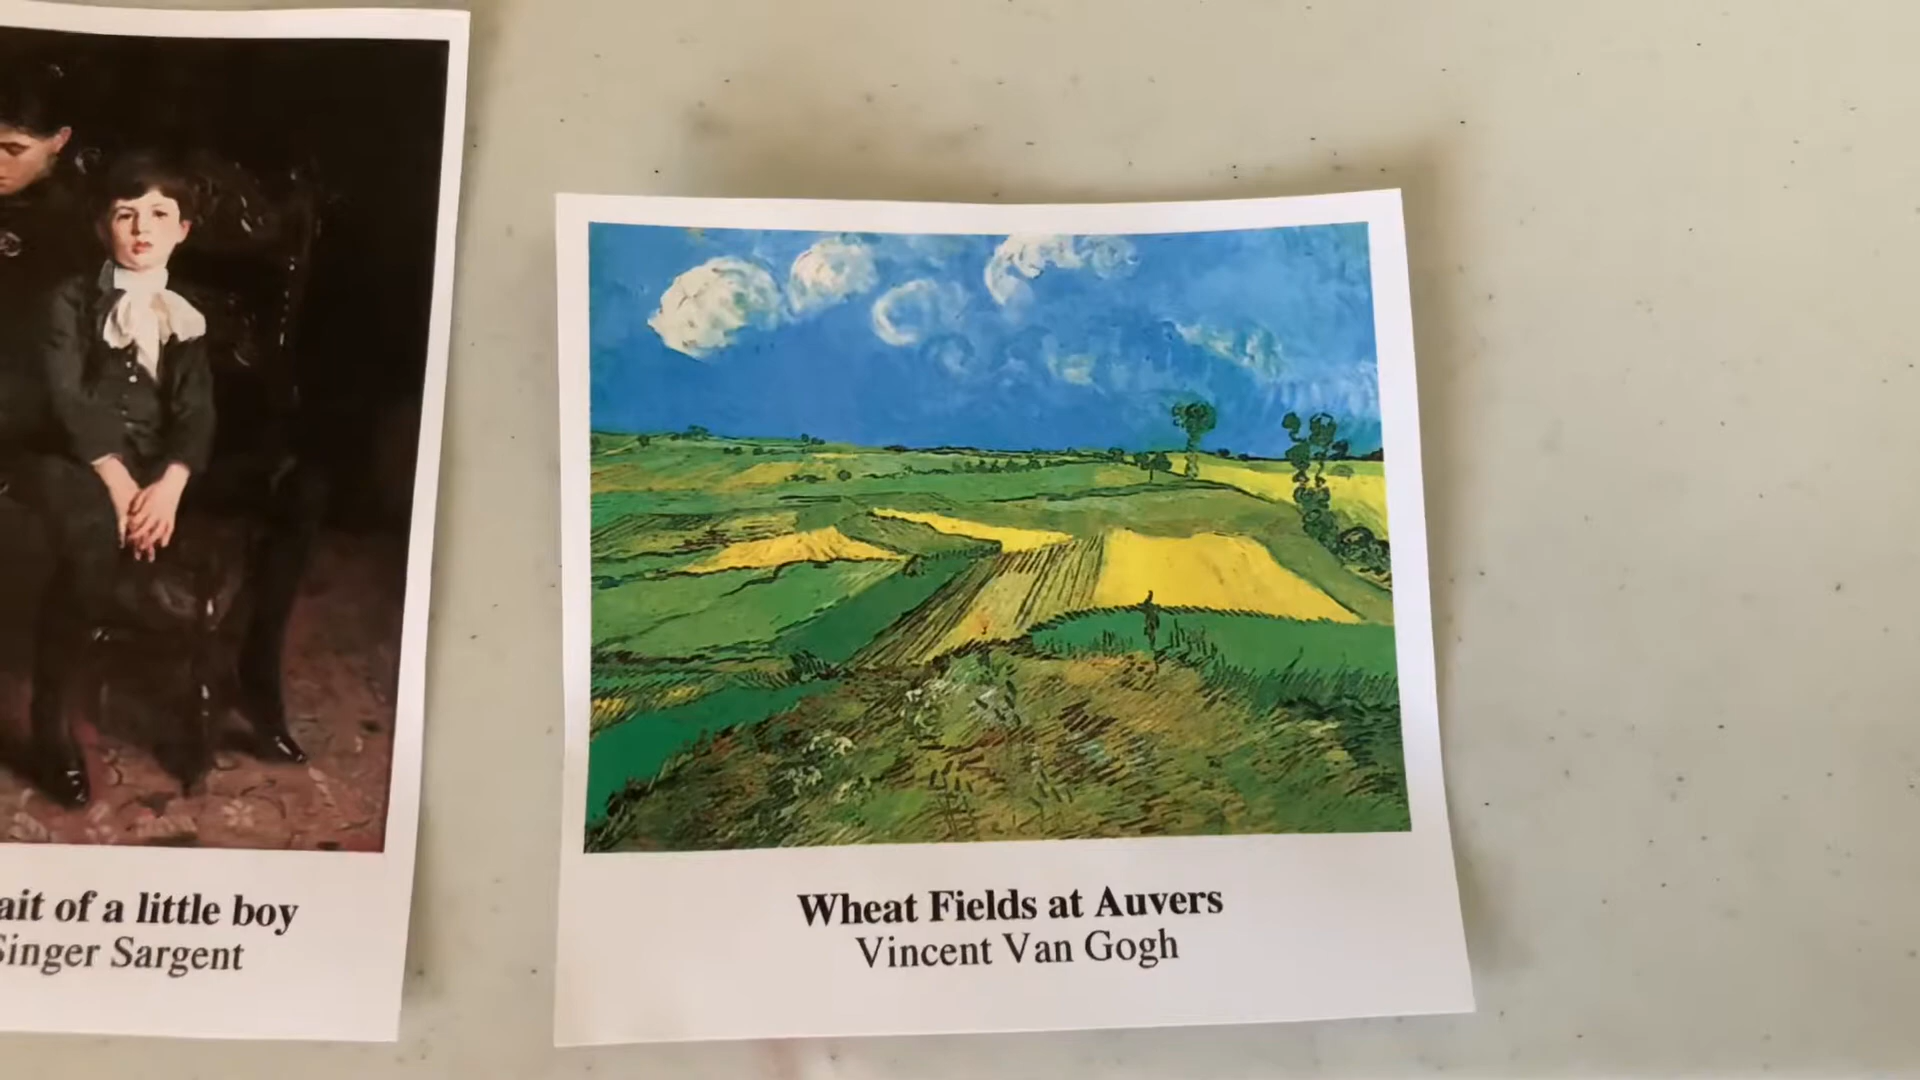 ait of a little boy
Singer Sargent
Wheat Fields at Auvers
Vincent Van Gogh